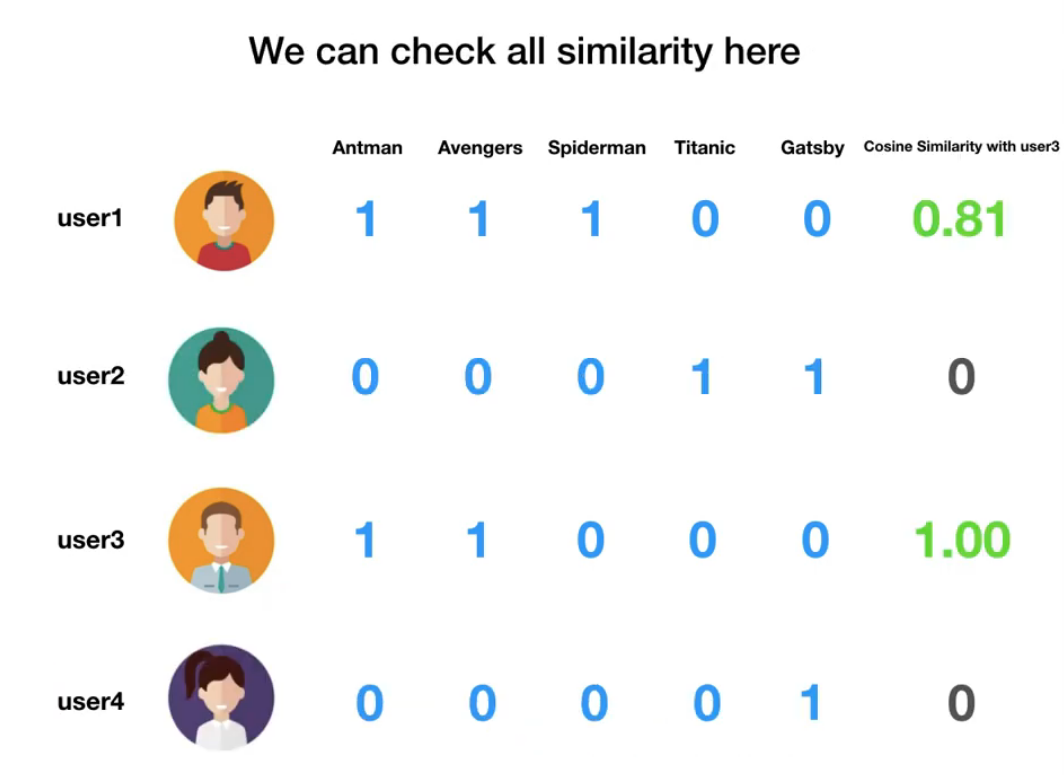 We can check all similarity here
Antman Avengers Spiderman Titanic Gatsby Cosine Similarity with user3
user1 1 1 1 0 0 0.81
user2 0 0 0 1 1 0
user3 1 1 0 0 0 1.00
user4 0 0 0 0 1 0